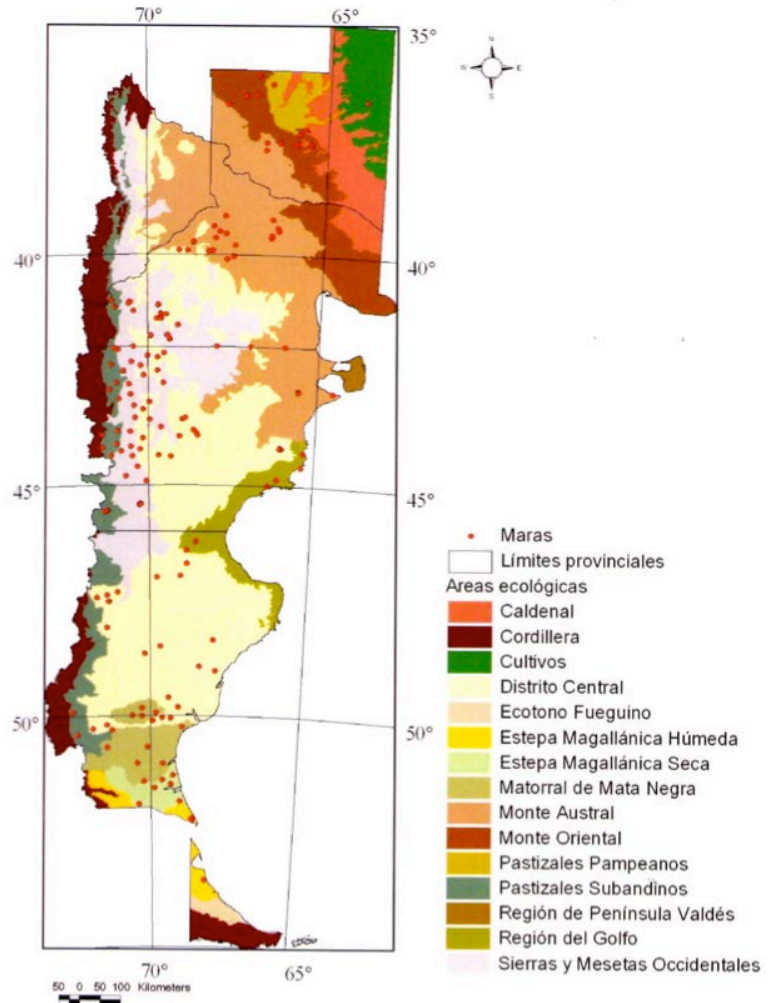 70° 65°
35°
N
W E
S
40° 40°
45° 45°
50° 50°
70° 65°
50 0 50 100 Kilometers
Maras
Límites provinciales
Areas ecológicas
Caldenal
Cordillera
Cultivos
Distrito Central
Ecotono Fueguino
Estepa Magallánica Húmeda
Estepa Magallánica Seca
Matorral de Mata Negra
Monte Austral
Monte Oriental
Pastizales Pampeanos
Pastizales Subandinos
Región de Península Valdés
Región del Golfo
Sierras y Mesetas Occidentales